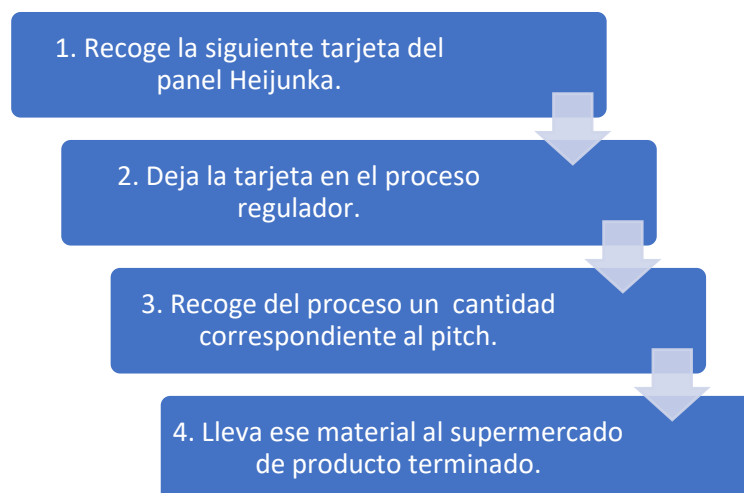 1. Recoge la siguiente tarjeta del
panel Heijunka.
2. Deja la tarjeta en el proceso
regulador.
3. Recoge del proceso un cantidad
correspondiente al pitch.
4. Lleva ese material al supermercado
de producto terminado.